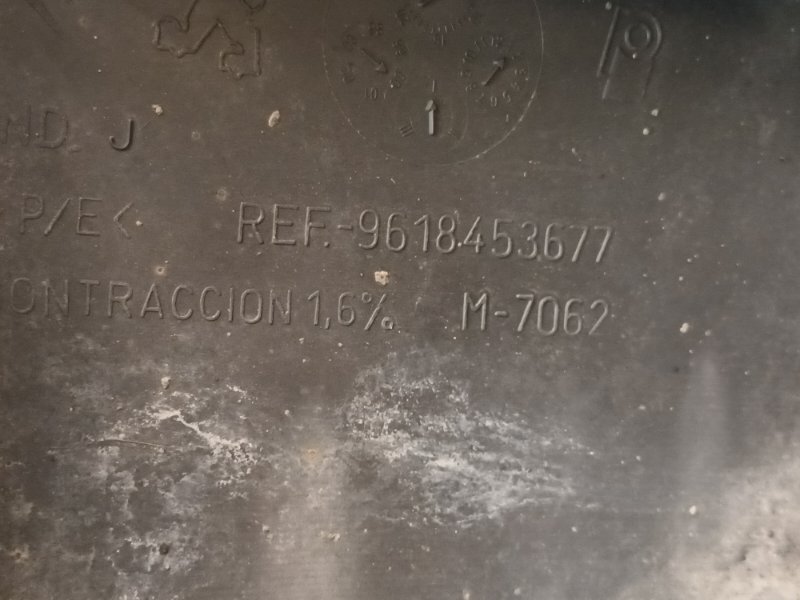 ND J
P/E<
REF.-9618453677
ONTRACCION 1,6%
M-7062